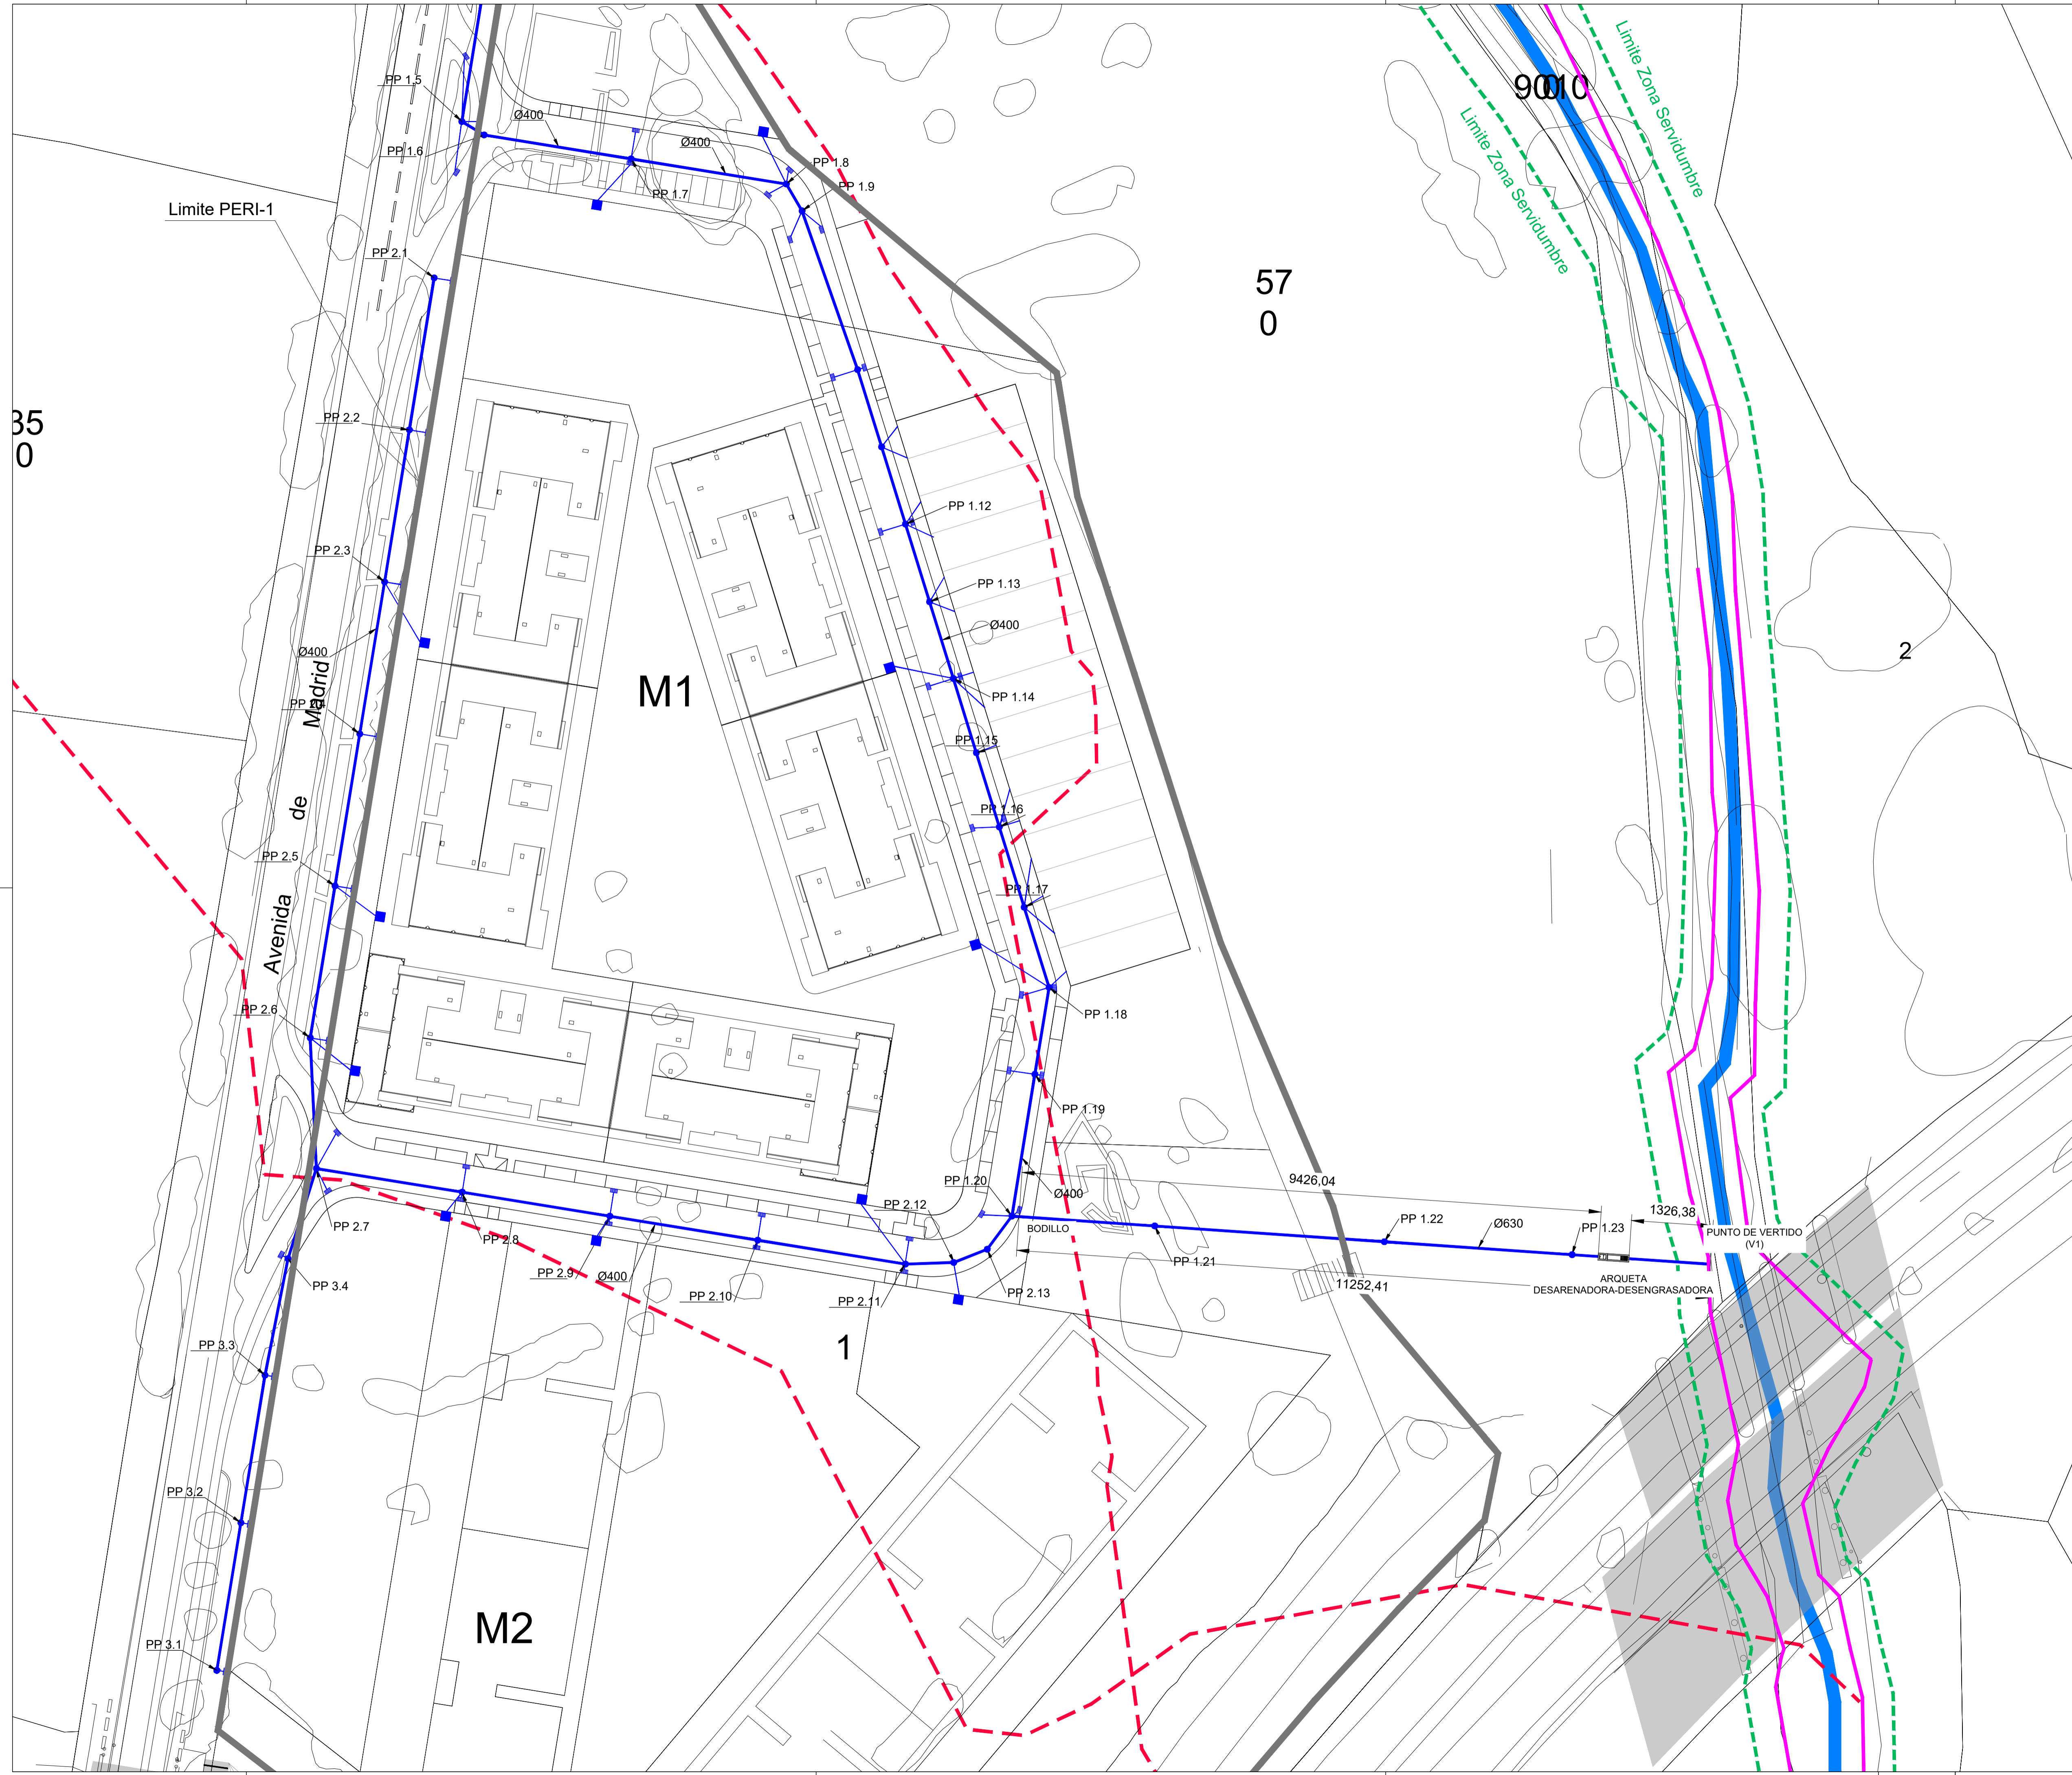 PP 1.5
Ø400
PP 1.6
Ø400
PP 1.8
PP 1.7
PP 1.9
Limite PERI-1
PP 2.1
Limite Zona Servidumbre
Limite Zona Servidumbre
57
0
PP 2.2
35
0
PP 1.12
PP 2.3
PP 1.13
Ø400
Ø400
M1
PP 1.14
2
PP 1.15
PP 1.16
Avenida de Madrid
PP 2.5
PP 1.17
PP 2.6
PP 1.18
PP 1.19
9426,04
PP 1.20
Ø400
PP 2.12
1326,38
PP 2.7
PP 2.8
BODILLO
PP 1.22
Ø630
PP 1.23
PUNTO DE VERTIDO
(V1)
PP 1.21
PP 2.9
Ø400
PP 3.4
PP 2.10
PP 2.11
PP 2.13
11252,41
ARQUETA
DESARENADORA-DESENGRASADORA
1
PP 3.3
PP 3.2
M2
PP 3.1